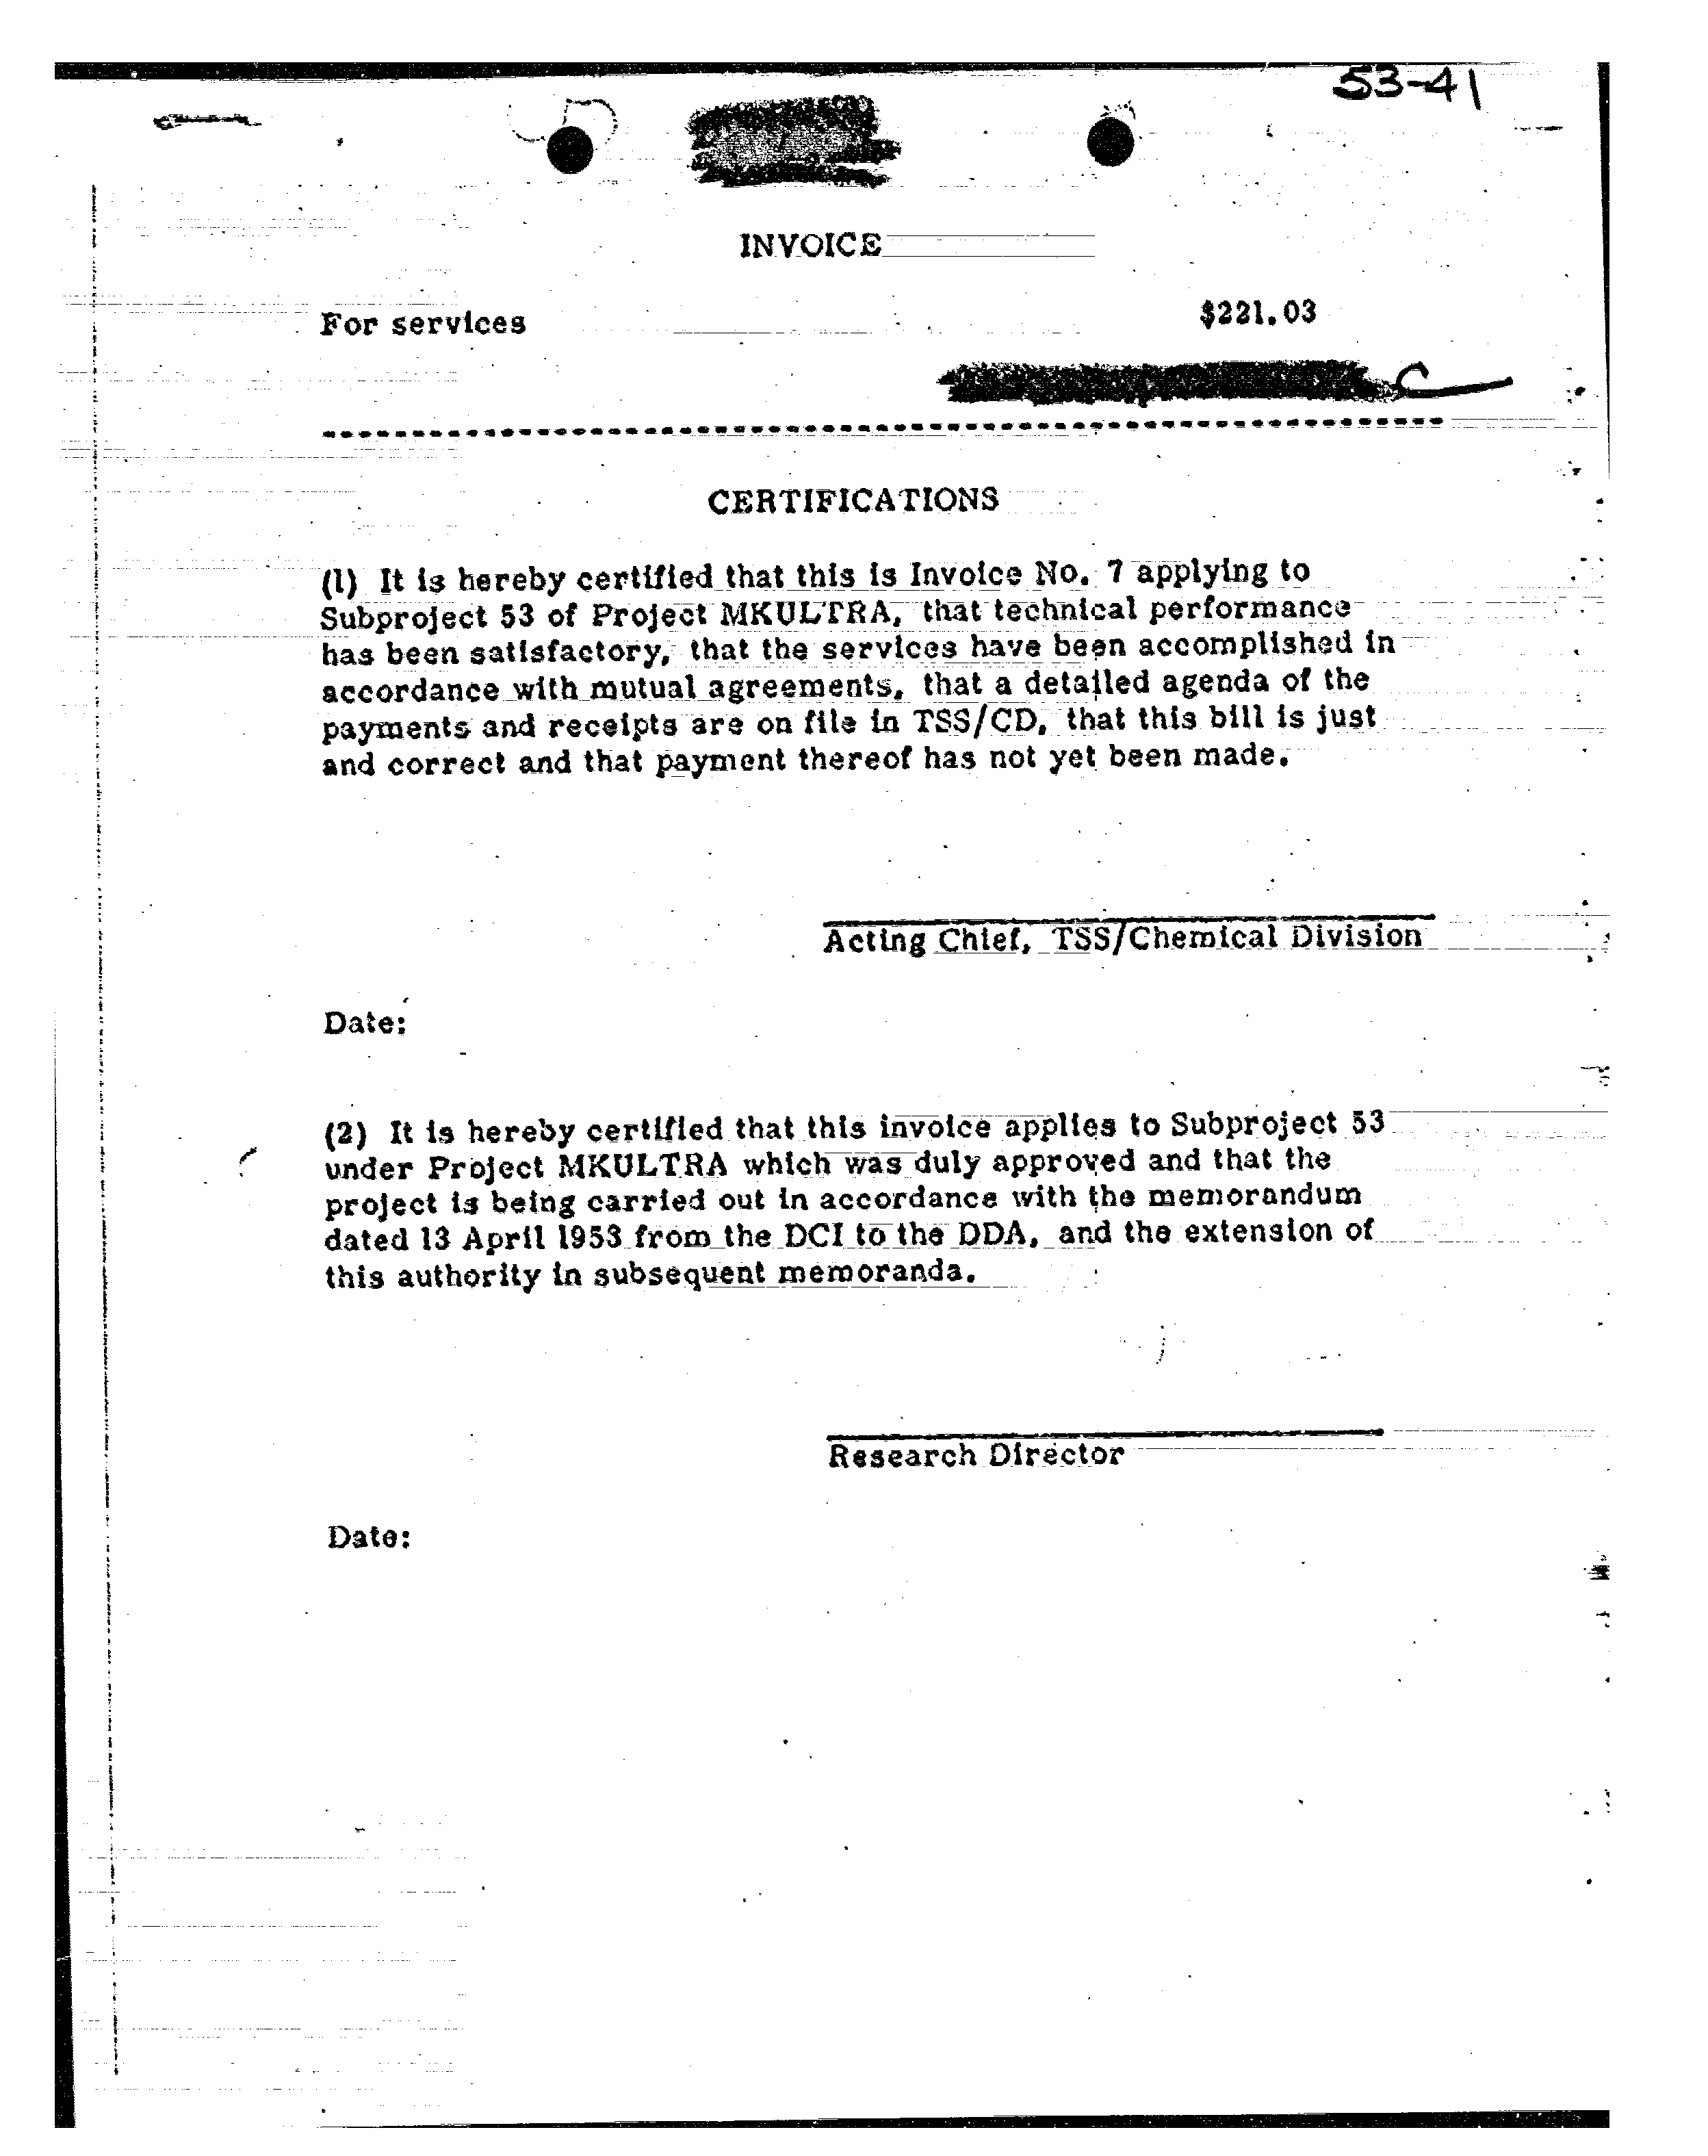 53-41
INVOICE
For services $221.03
CERTIFICATIONS
(1) It is hereby certified that this is Invoice No. 7 applying to
Subproject 53 of Project MKULTRA, that technical performance
has been satisfactory, that the services have been accomplished in
accordance with mutual agreements, that a detailed agenda of the
payments and receipts are on file in TSS/CD, that this bill is just
and correct and that payment thereof has not yet been made.
Acting Chief, TSS/Chemical Division
Date:
(2) It is hereby certified that this invoice applies to Subproject 53
under Project MKULTRA which was duly approved and that the
project is being carried out in accordance with the memorandum
dated 13 April 1953 from the DCI to the DDA, and the extension of
this authority in subsequent memoranda.
Research Director
Date: